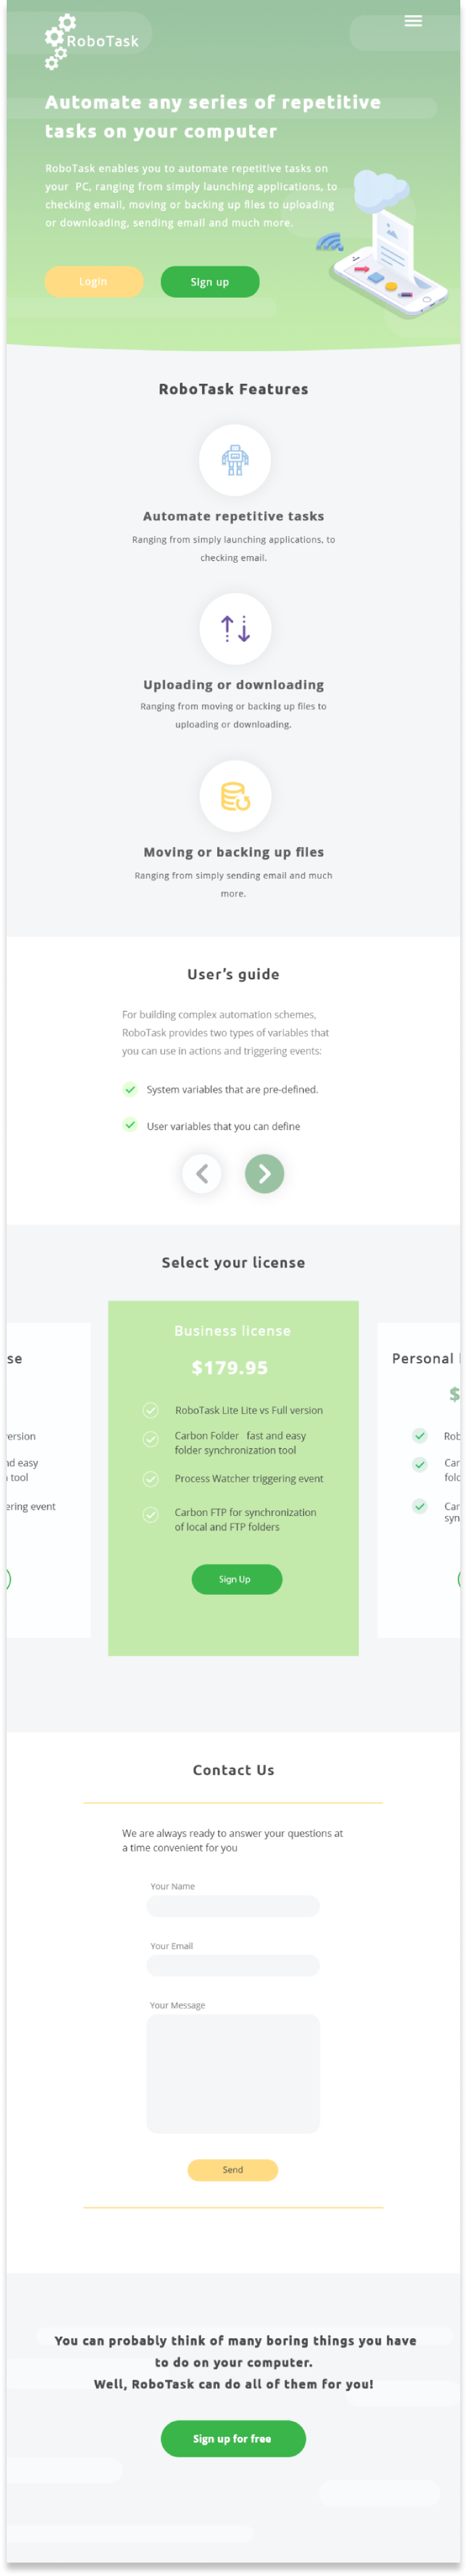 RoboTask
Automate any series of repetitive
tasks on your computer
RoboTask enables you to automate repetitive tasks on
your PC, ranging from simply launching applications, to
checking email, moving or backing up files to uploading
or downloading, sending email and much more.
Login
Sign up
RoboTask Features
Automate repetitive tasks
Ranging from simply launching applications, to
checking email.
Uploading or downloading
Ranging from moving or backing up files to
uploading or downloading.
Moving or backing up files
Ranging from simply sending email and much
more.
User's guide
For building complex automation schemes,
RoboTask provides two types of variables that
you can use in actions and triggering events:
System variables that are pre-defined.
User variables that you can define
Select your license
se
ersion
nd easy
tool
ering event
Business license
$179.95
RoboTask Lite Lite vs Full version
Carbon Folder fast and easy
folder synchronization tool
Process Watcher triggering event
Carbon FTP for synchronization
of local and FTP folders
Sign Up
Personal
$
Rob
Car
folc
Car
syn
Contact Us
We are always ready to answer your questions at
a time convenient for you
Your Name
Your Email
Your Message
Send
You can probably think of many boring things you have
to do on your computer.
Well, RoboTask can do all of them for you!
Sign up for free